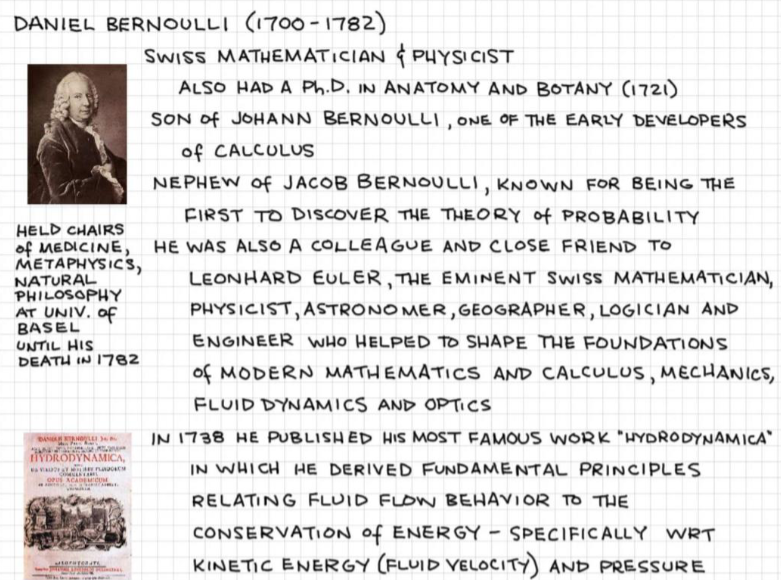 DANIEL BERNOULLI (1700-1782)
SWISS MATHEMATICIAN & PHYSICIST
ALSO HAD A Ph.D. IN ANATOMY AND BOTANY (1721)
SON of JOHANN BERNOULLI, ONE OF THE EARLY DEVELOPERS
of CALCULUS
NEPHEW of JACOB BERNOULLI, KNOWN FOR BEING THE
FIRST TO DISCOVER THE THEORY of PROBABILITY
HE WAS ALSO A COLLEAGUE AND CLOSE FRIEND TO
LEONHARD EULER, THE EMINENT SWISS MATHEMATICIAN,
PHYSICIST, ASTRONOMER, GEOGRAPHER, LOGICIAN AND
ENGINEER WHO HELPED TO SHAPE THE FOUNDATIONS
of MODERN MATHEMATICS AND CALCULUS, MECHANICS,
FLUID DYNAMICS AND OPTICS
HELD CHAIRS
of MEDICINE,
METAPHYSICS,
NATURAL
PHILOSOPHY
AT UNIV. of
BASEL
UNTIL HIS
DEATH IN 1782
IN 1738 HE PUBLISHED HIS MOST FAMOUS WORK "HYDRODYNAMICA"
IN WHICH HE DERIVED FUNDAMENTAL PRINCIPLES
RELATING FLUID FLOW BEHAVIOR TO THE
CONSERVATION of ENERGY - SPECIFICALLY WRT
KINETIC ENERGY (FLUID VELOCITY) AND PRESSURE
DANIELIS BERNOULLI
HYDRODYNAMICA,
OPUS ACADEMICUM